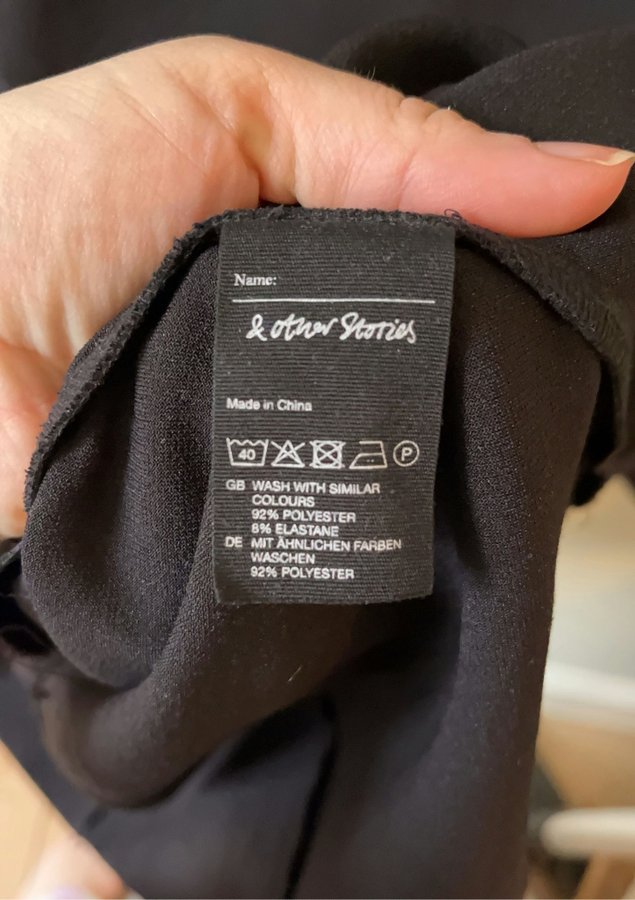 Name:
& other Stories
Made in China
40 P
GB WASH WITH SIMILAR
COLOURS
92% POLYESTER
8% ELASTANE
DE MIT ÄHNLICHEN FARBEN
WASCHEN
92% POLYESTER